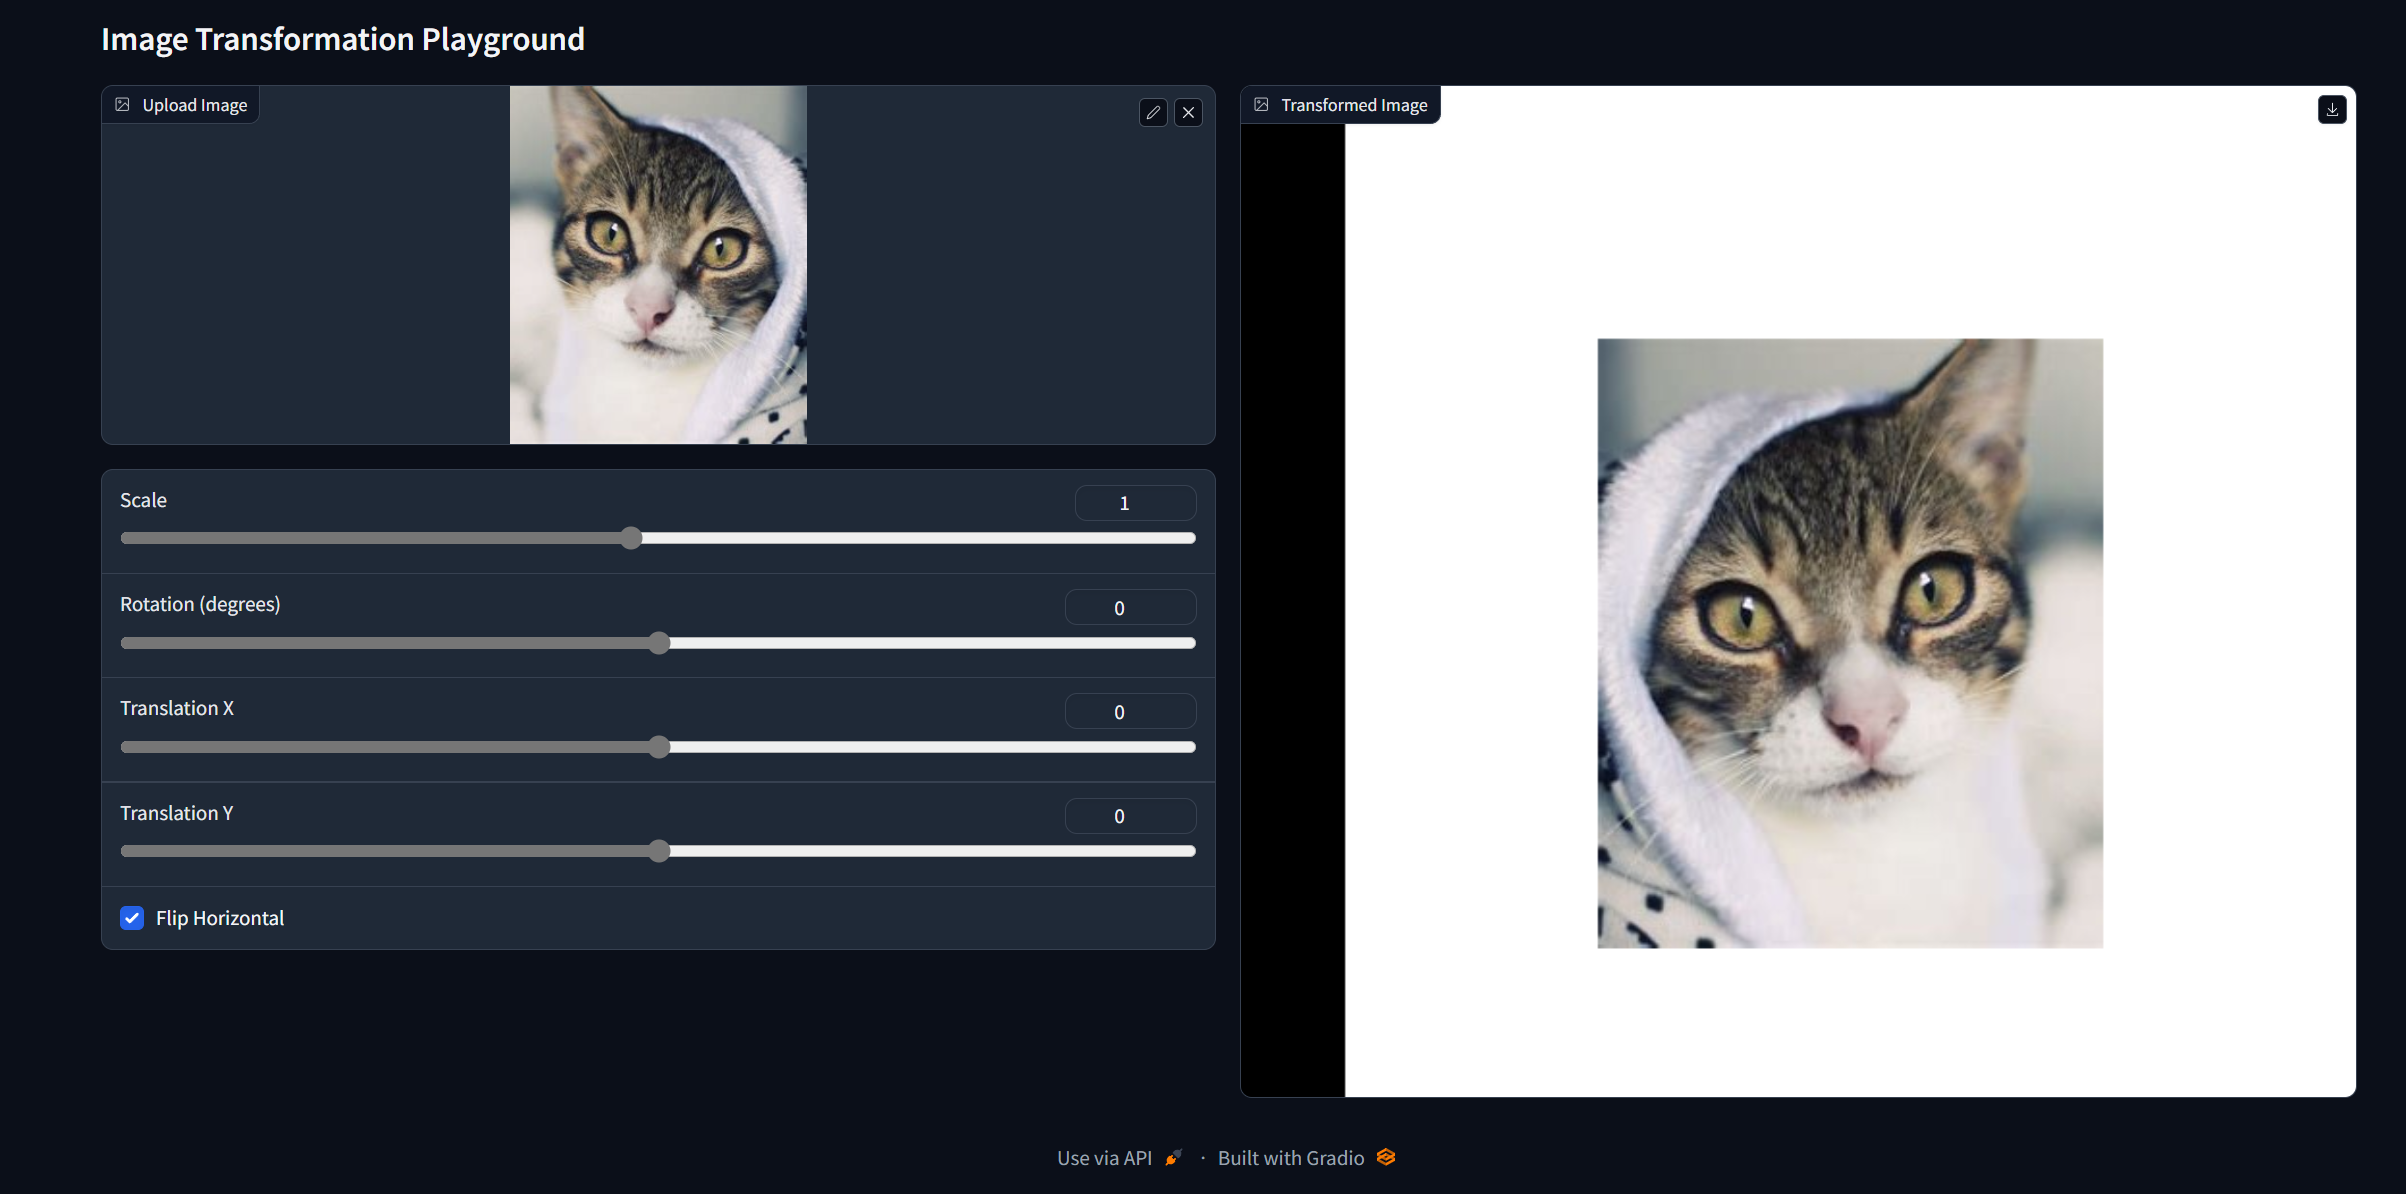 Image Transformation Playground
Upload Image
Scale
1
Rotation (degrees)
0
Translation X
0
Translation Y
0
Flip Horizontal
Transformed Image
Use via API · Built with Gradio